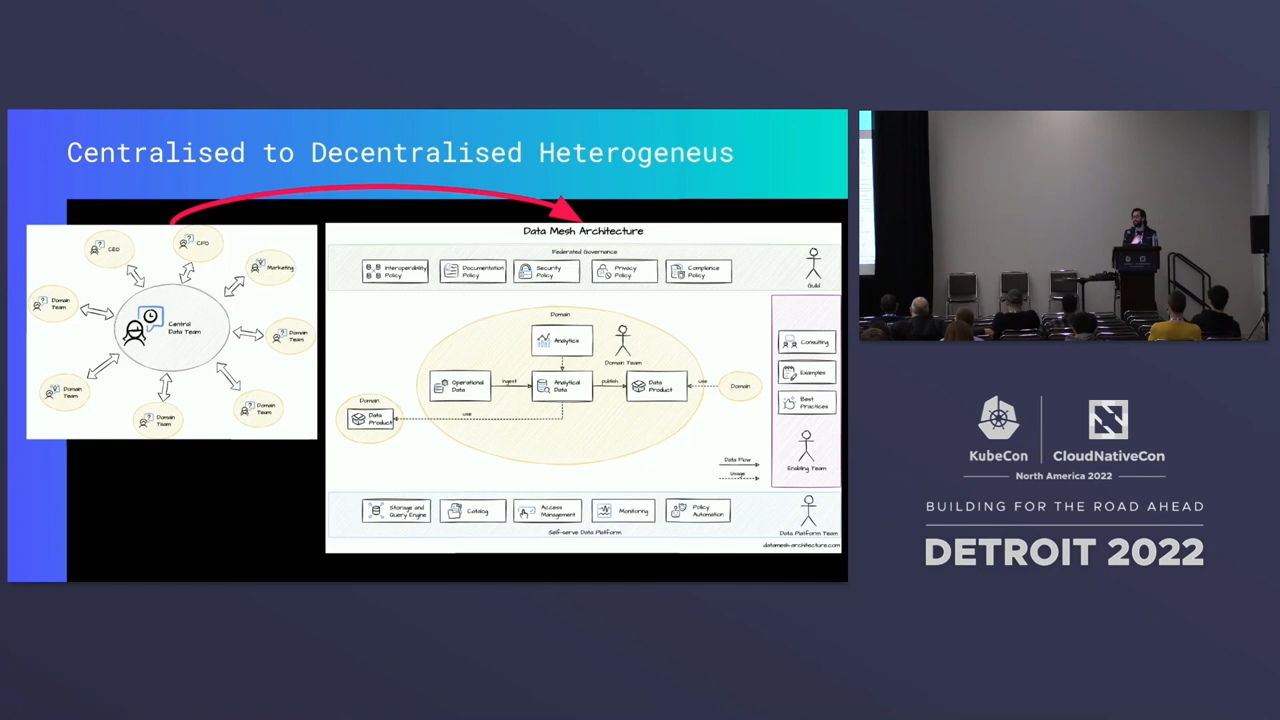 Centralised to Decentralised Heterogeneus
CEO
CPO
Marketing
Domain
Team
Central
Data Team
Domain
Team
Domain
Team
Domain
Team
Domain
Team
Data Mesh Architecture
Federated Governance
Interoperability
Policy
Documentation
Policy
Security
Policy
Privacy
Policy
Compliance
Policy
Guild
Domain
Analytics
Domain Team
Operational
Data
ingest
Analytical
Data
publish
Data
Product
use
Domain
Domain
Data
Product
use
Data Flow
Usage
Consulting
Examples
Best
Practices
Enabling Team
Storage and
Query Engine
Catalog
Access
Management
Monitoring
Policy
Automation
Self-serve Data Platform
Data Platform Team
datamesh-architecture.com
KubeCon
CloudNativeCon
North America 2022
BUILDING FOR THE ROAD AHEAD
DETROIT 2022